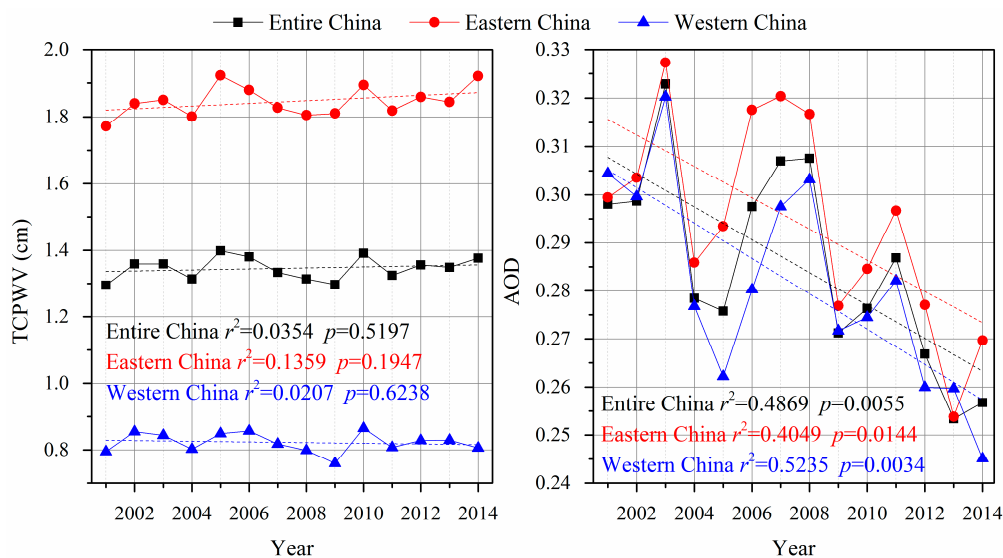 Entire China Eastern China Western China
TCPWV (cm)
2.0
1.8
1.6
1.4
1.2
1.0
0.8
Entire China r²=0.0354 p=0.5197
Eastern China r²=0.1359 p=0.1947
Western China r²=0.0207 p=0.6238
2002 2004 2006 2008 2010 2012 2014
Year
AOD
0.33
0.32
0.31
0.30
0.29
0.28
0.27
0.26
0.25
0.24
Entire China r²=0.4869 p=0.0055
Eastern China r²=0.4049 p=0.0144
Western China r²=0.5235 p=0.0034
2002 2004 2006 2008 2010 2012 2014
Year